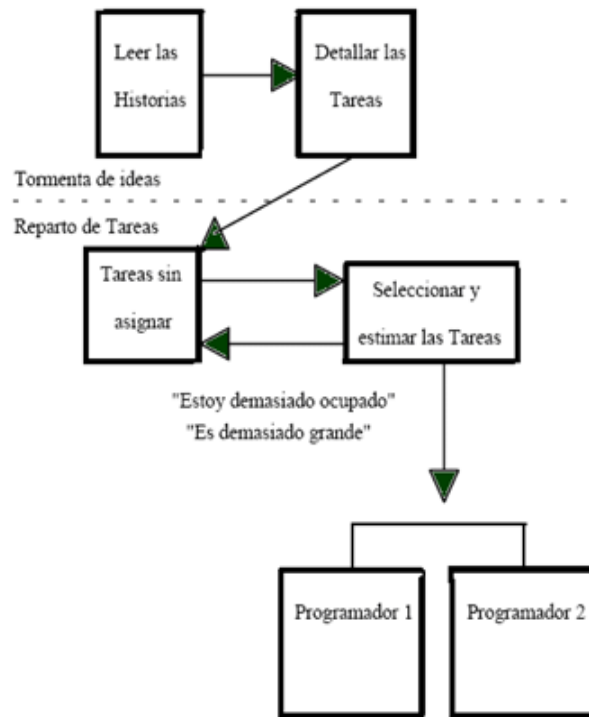 Leer las
Historias
Detallar las
Tareas
Tormenta de ideas
Reparto de Tareas
Tareas sin
asignar
Seleccionar y
estimar las Tareas
"Estoy demasiado ocupado"
"Es demasiado grande"
Programador 1
Programador 2